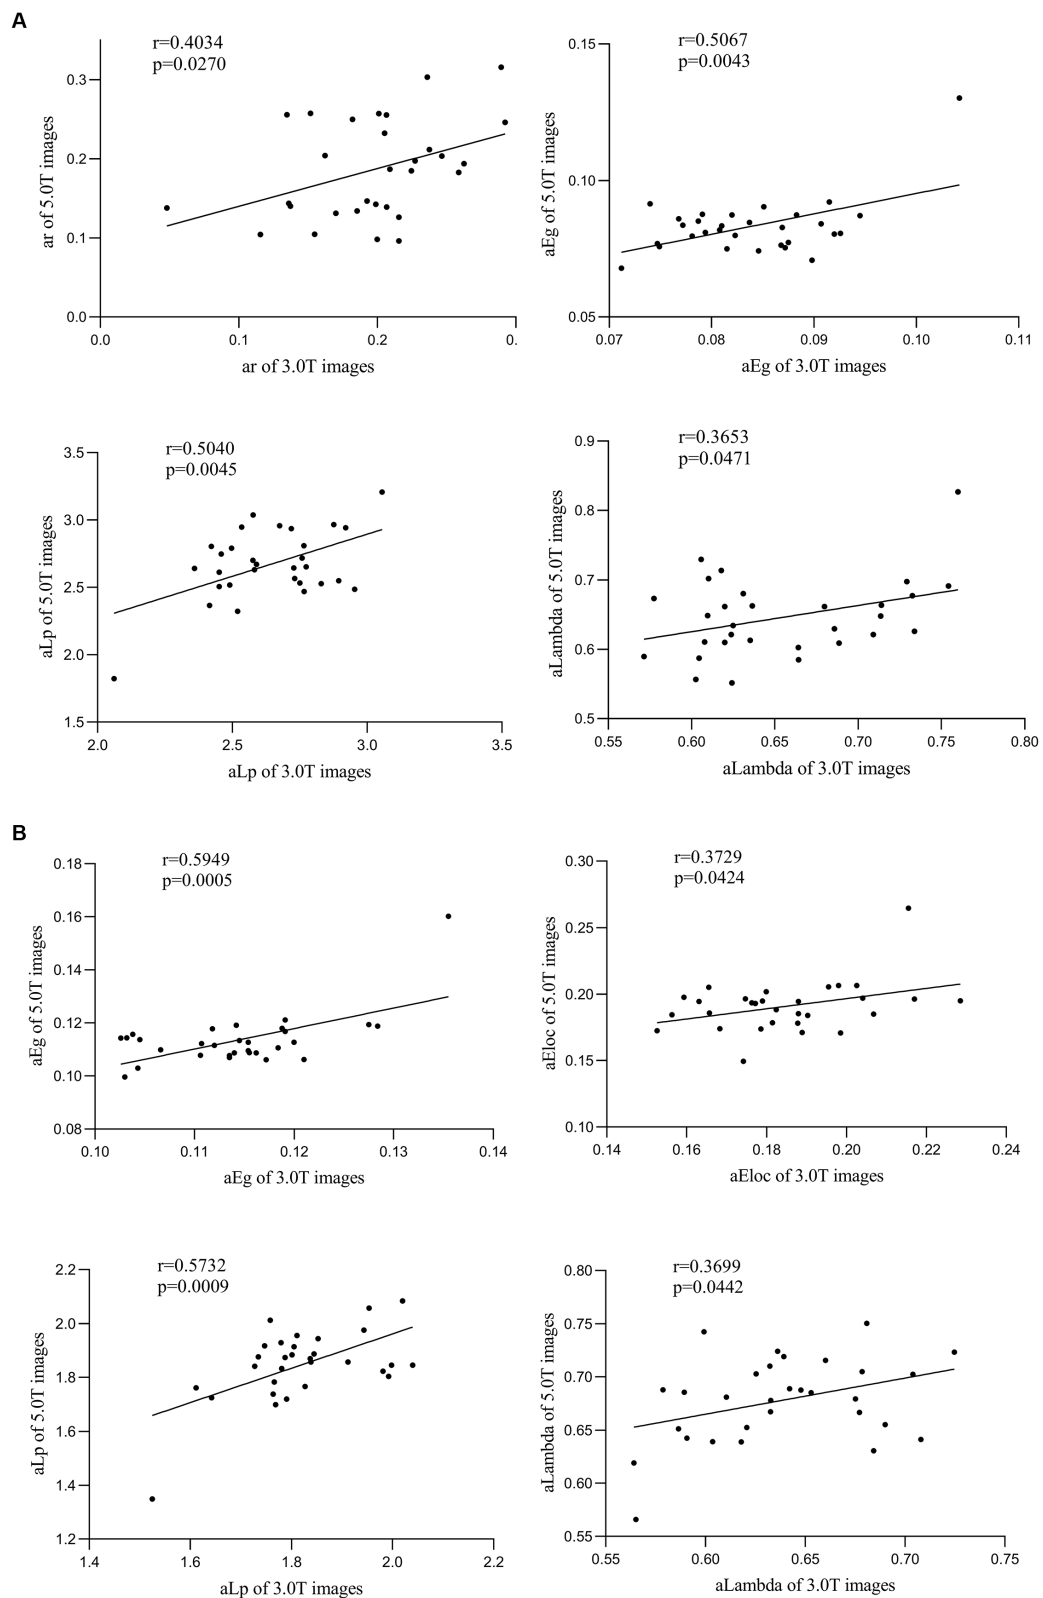 A
r=0.4034
p=0.0270
0.3
0.2
0.1
0.0
0.0 0.1 0.2 0.
ar of 5.0T images
ar of 3.0T images
r=0.5067
p=0.0043
0.15
0.10
0.05
0.07 0.08 0.09 0.10 0.11
aEg of 5.0T images
aEg of 3.0T images
r=0.5040
p=0.0045
3.5
3.0
2.5
2.0
1.5
2.0 2.5 3.0 3.5
aLp of 5.0T images
aLp of 3.0T images
r=0.3653
p=0.0471
0.9
0.8
0.7
0.6
0.5
0.55 0.60 0.65 0.70 0.75 0.80
aLambda of 5.0T images
aLambda of 3.0T images
B
r=0.5949
p=0.0005
0.18
0.16
0.14
0.12
0.10
0.08
0.10 0.11 0.12 0.13 0.14
aEg of 5.0T images
aEg of 3.0T images
r=0.3729
p=0.0424
0.30
0.25
0.20
0.15
0.10
0.14 0.16 0.18 0.20 0.22 0.24
aEloc of 5.0T images
aEloc of 3.0T images
r=0.5732
p=0.0009
2.2
2.0
1.8
1.6
1.4
1.2
1.4 1.6 1.8 2.0 2.2
aLp of 5.0T images
aLp of 3.0T images
r=0.3699
p=0.0442
0.80
0.75
0.70
0.65
0.60
0.55
0.55 0.60 0.65 0.70 0.75
aLambda of 5.0T images
aLambda of 3.0T images